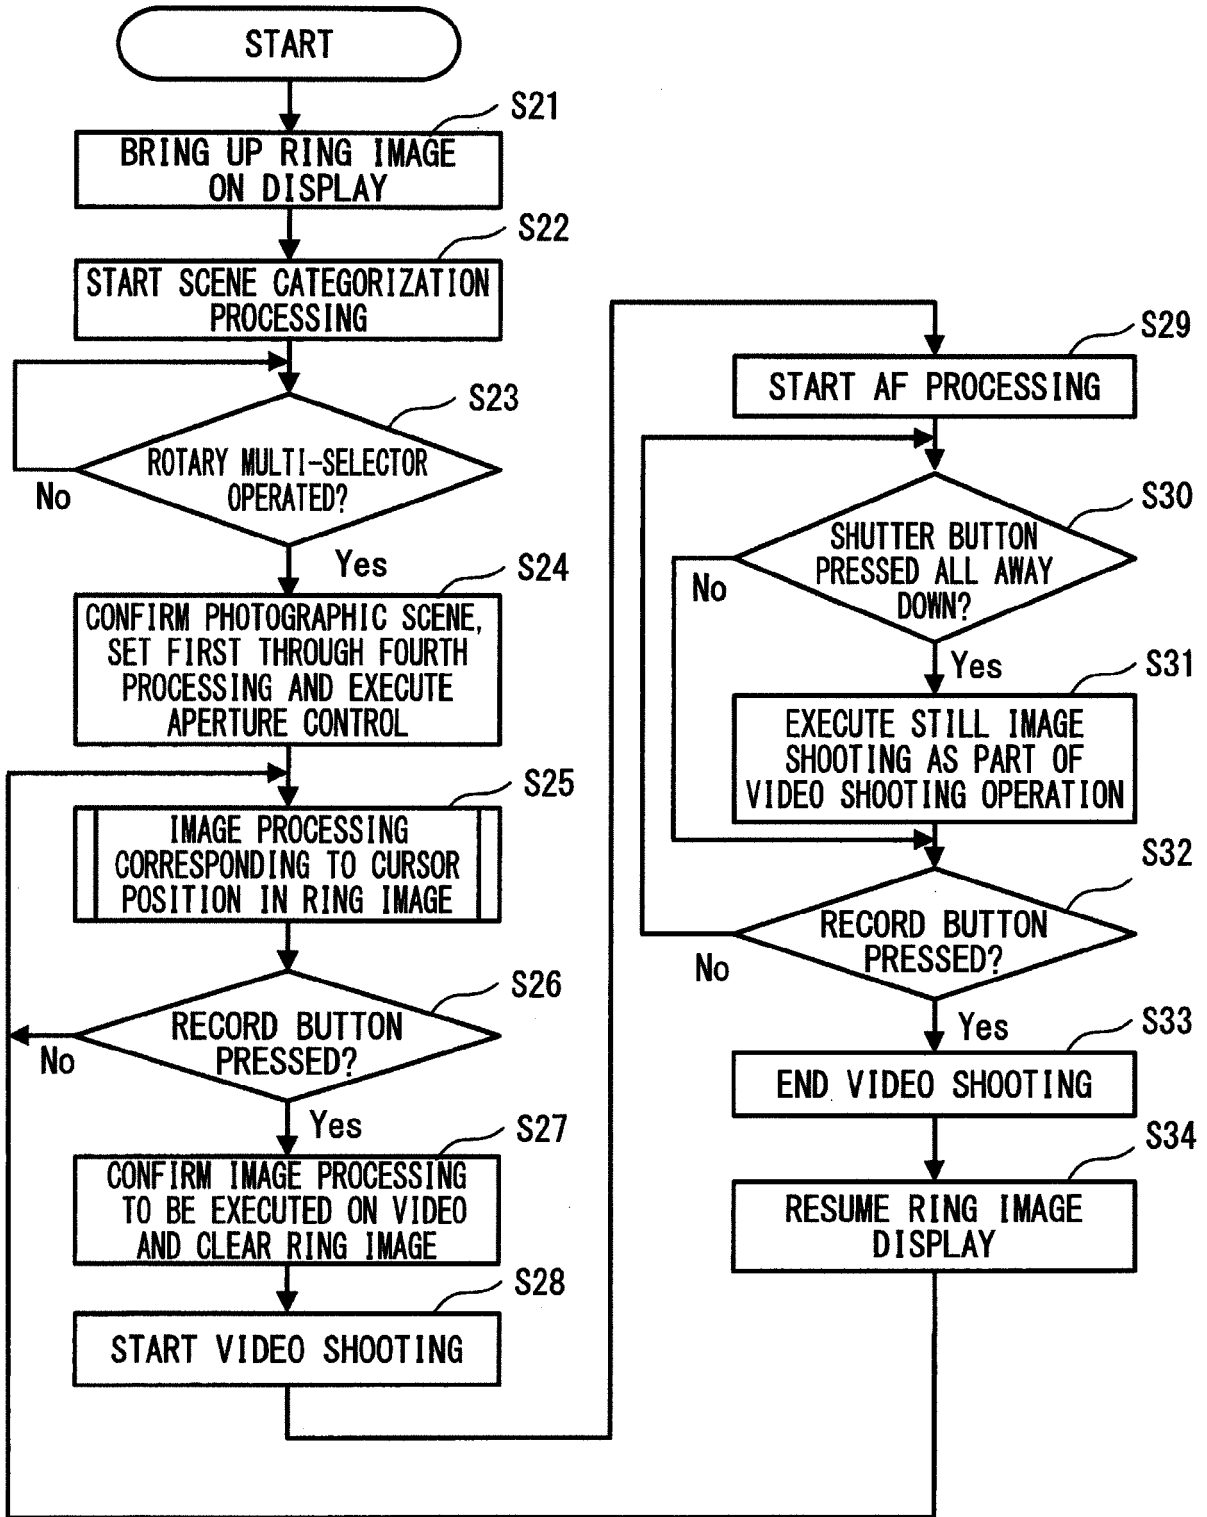 START
S21
BRING UP RING IMAGE
ON DISPLAY
S22
START SCENE CATEGORIZATION
PROCESSING
S23
ROTARY MULTI-SELECTOR
OPERATED?
No
Yes
S24
CONFIRM PHOTOGRAPHIC SCENE,
SET FIRST THROUGH FOURTH
PROCESSING AND EXECUTE
APERTURE CONTROL
S25
IMAGE PROCESSING
CORRESPONDING TO CURSOR
POSITION IN RING IMAGE
S26
RECORD BUTTON
PRESSED?
No
Yes
S27
CONFIRM IMAGE PROCESSING
TO BE EXECUTED ON VIDEO
AND CLEAR RING IMAGE
S28
START VIDEO SHOOTING
S29
START AF PROCESSING
S30
SHUTTER BUTTON
PRESSED ALL AWAY
DOWN?
No
Yes
S31
EXECUTE STILL IMAGE
SHOOTING AS PART OF
VIDEO SHOOTING OPERATION
S32
RECORD BUTTON
PRESSED?
No
Yes
S33
END VIDEO SHOOTING
S34
RESUME RING IMAGE
DISPLAY